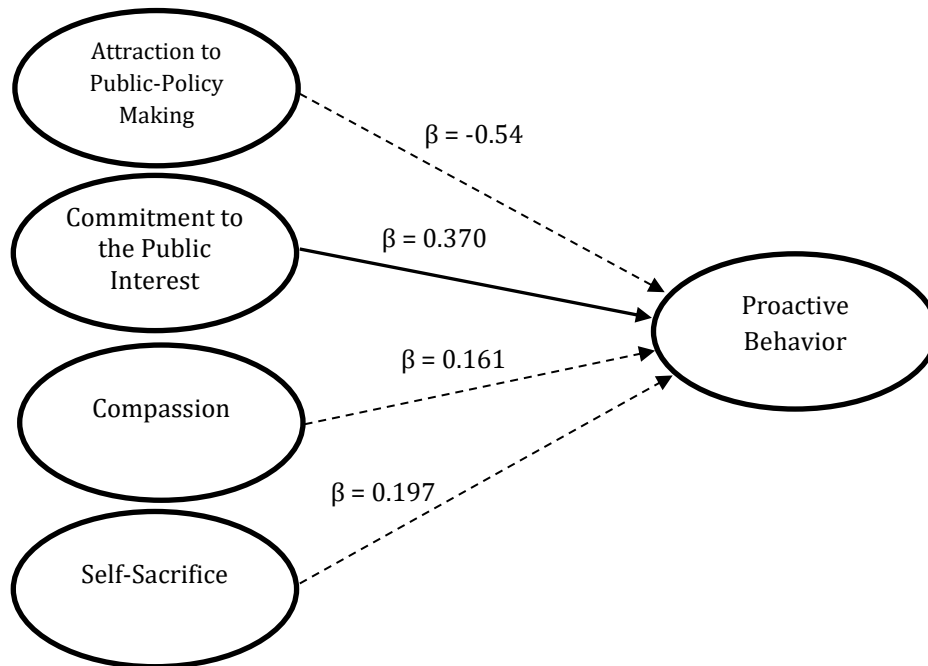 Attraction to
Public-Policy
Making
β = -0.54
Commitment to
the Public
Interest
β = 0.370
Proactive
Behavior
Compassion
β = 0.161
Self-Sacrifice
β = 0.197